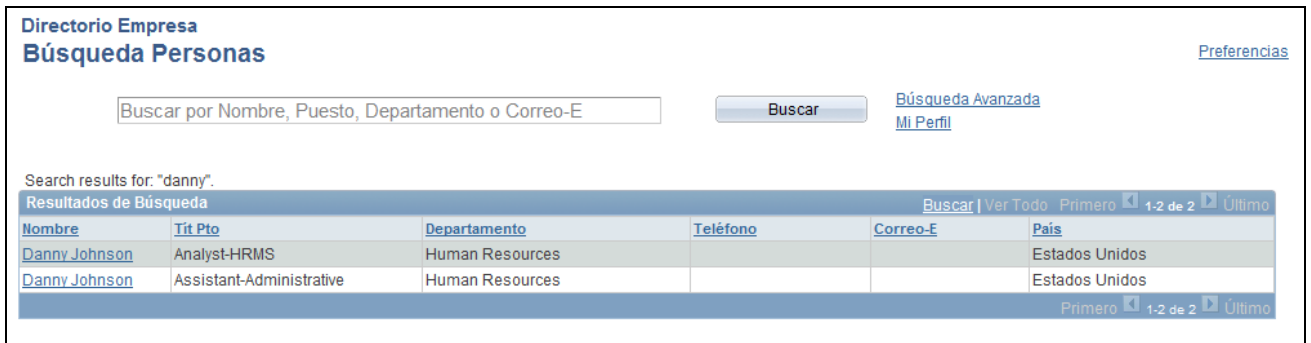 Directorio Empresa
Búsqueda Personas
Preferencias
Buscar por Nombre, Puesto, Departamento o Correo-E
Buscar
Búsqueda Avanzada
Mi Perfil
Search results for: "danny".
Resultados de Búsqueda Buscar | Ver Todo Primero 1-2 de 2 Último
Nombre Tít Pto Departamento Teléfono Correo-E País
Danny Johnson Analyst-HRMS Human Resources Estados Unidos
Danny Johnson Assistant-Administrative Human Resources Estados Unidos
Primero 1-2 de 2 Último